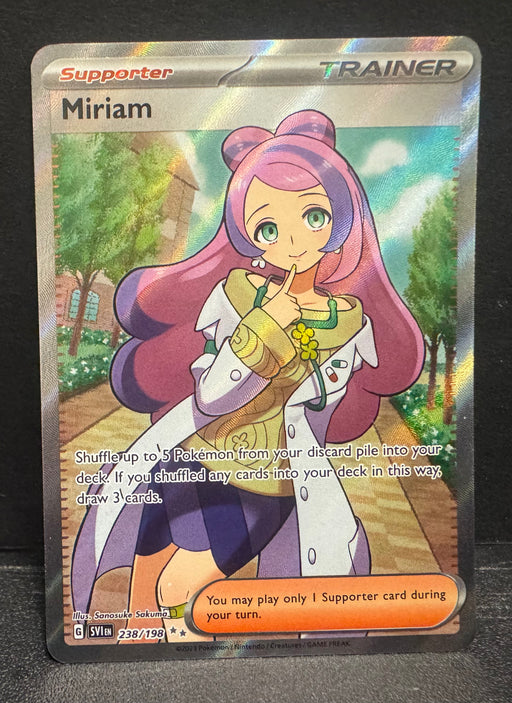 Supporter
TRAINER
Miriam
Shuffle up to 5 Pokémon from your discard pile into your
deck. If you shuffled any cards into your deck in this way,
draw 3 cards.
Illus. Sanosuke Sakuma
You may play only 1 Supporter card during
your turn.
G SVI EN 238/198 ★★
©2023 Pokémon / Nintendo / Creatures / GAME FREAK